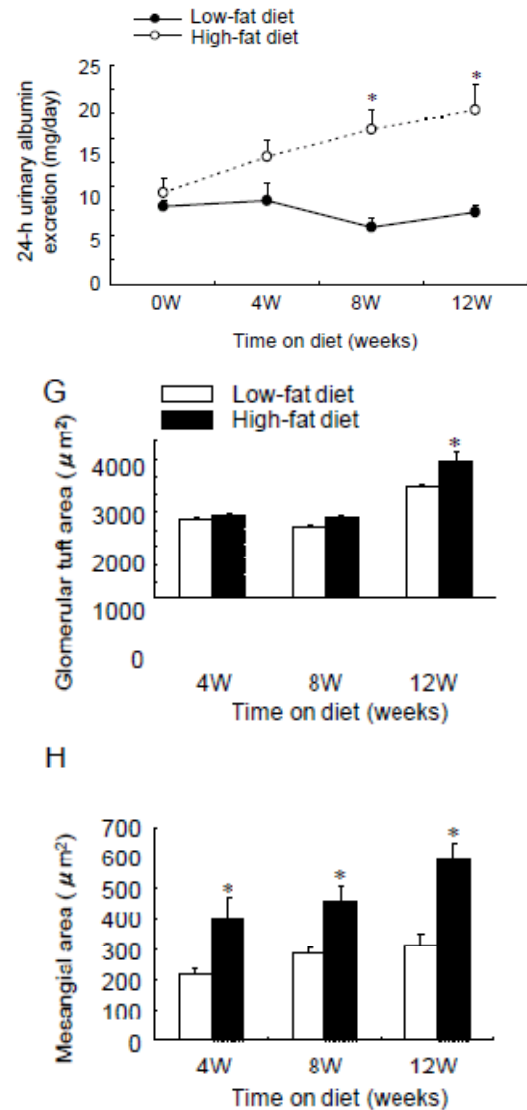 Low-fat diet
High-fat diet
24-h urinary albumin
excretion (mg/day)
25
20
15
10
5
0
*
*
0W 4W 8W 12W
Time on diet (weeks)
G
Low-fat diet
High-fat diet
Glomerular tuft area (μm²)
4000
3000
2000
1000
0
*
4W 8W 12W
Time on diet (weeks)
H
Mesangial area (μm²)
700
600
500
400
300
200
100
0
*
*
*
4W 8W 12W
Time on diet (weeks)